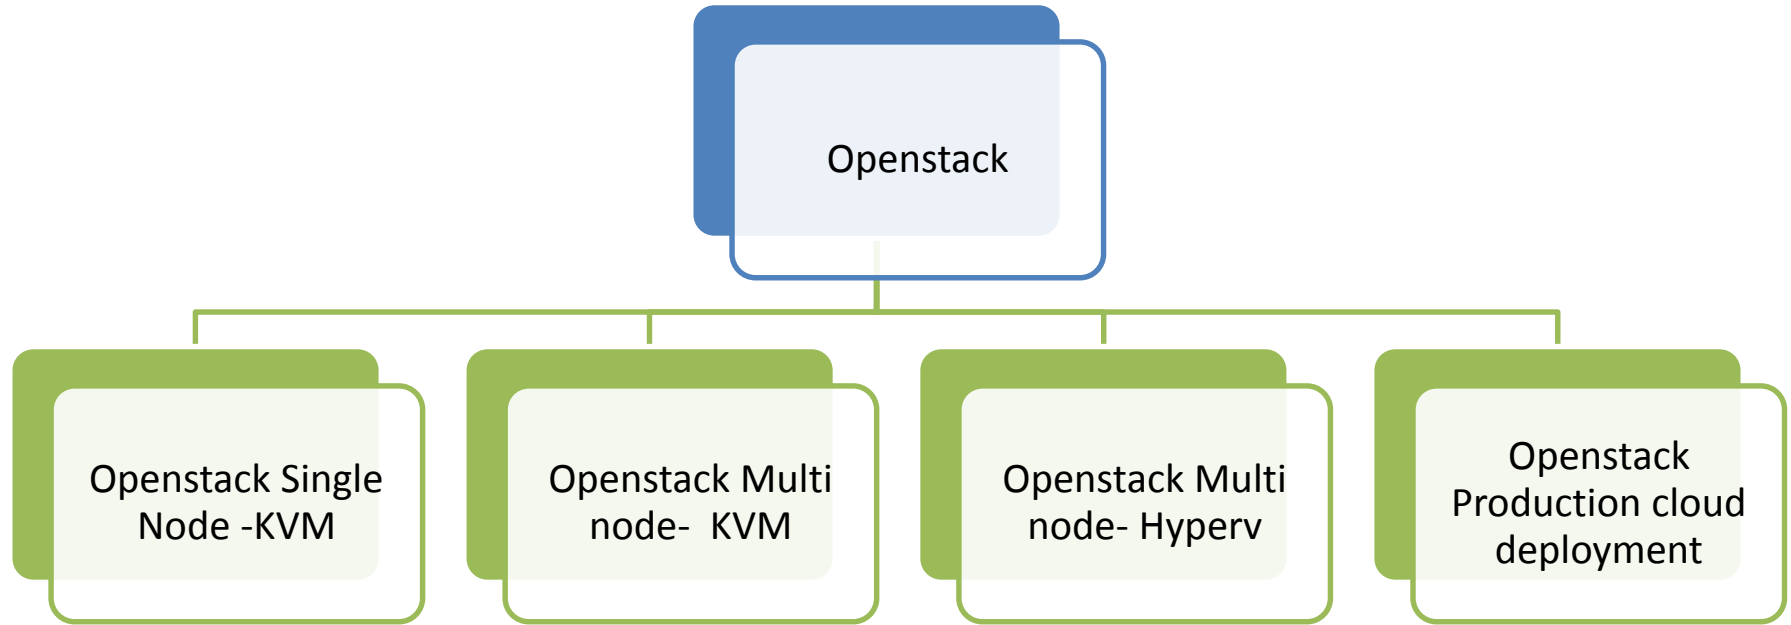 Openstack
Openstack Single
Node -KVM
Openstack Multi
node-  KVM
Openstack Multi
node- Hyperv
Openstack
Production cloud
deployment